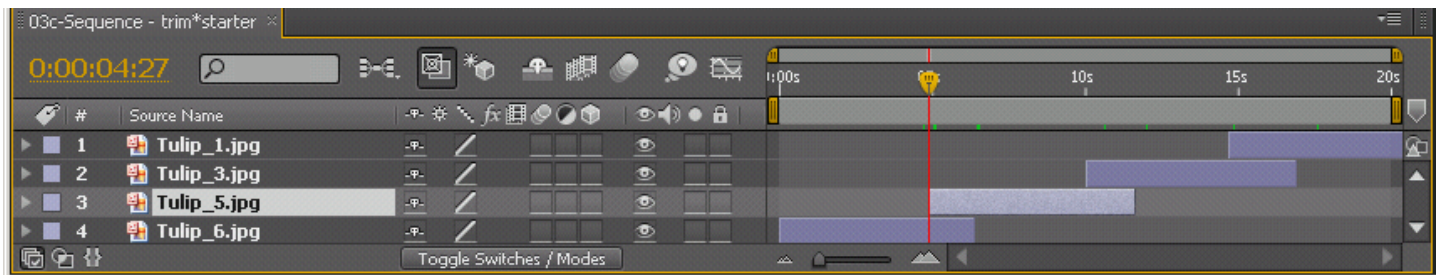 03c-Sequence - trim*starter ×
0:00:04:27
:00s 10s 15s 20s
# Source Name fx
1 Tulip_1.jpg
2 Tulip_3.jpg
3 Tulip_5.jpg
4 Tulip_6.jpg
Toggle Switches / Modes